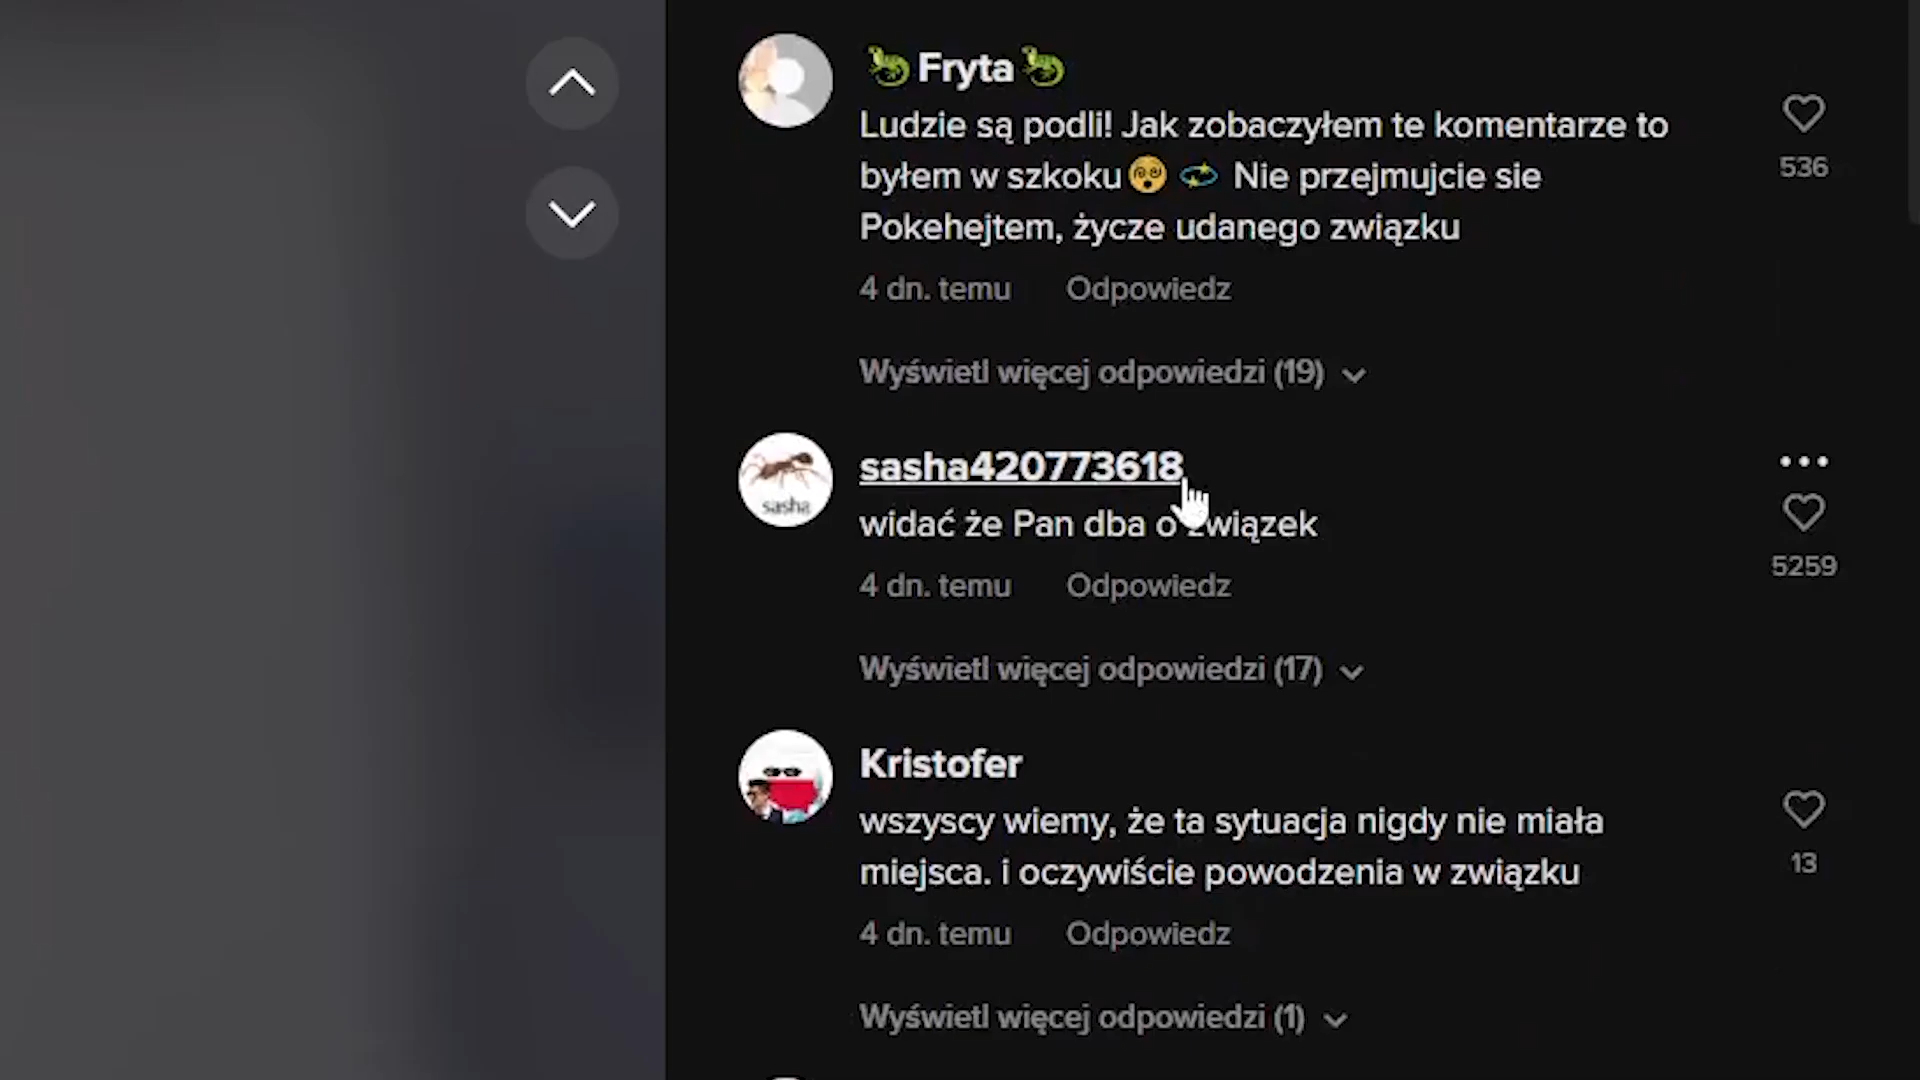 🦎Fryta🦎
Ludzie są podli! Jak zobaczyłem te komentarze to
byłem w szkoku😵‍💫 Nie przejmujcie sie
Pokehejtem, życze udanego związku
536
4 dn. temu Odpowiedz
Wyświetl więcej odpowiedzi (19)
sasha420773618
sasha
widać że Pan dba o związek
5259
4 dn. temu Odpowiedz
Wyświetl więcej odpowiedzi (17)
Kristofer
wszyscy wiemy, że ta sytuacja nigdy nie miała
miejsca. i oczywiście powodzenia w związku
13
4 dn. temu Odpowiedz
Wyświetl więcej odpowiedzi (1)